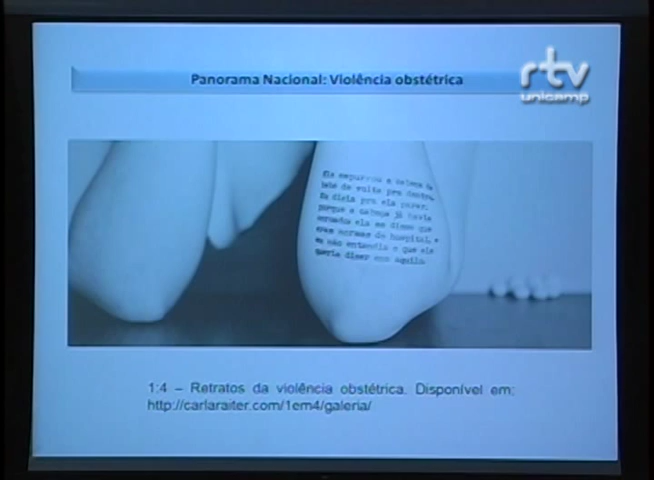 Panorama Nacional: Violência obstétrica
rtv
unicamp
Ela empurrou a cabeça do
bebê de volta pra dentro.
Eu dizia pra ela parar,
porque a cabeça já havia
coroado, ela me disse que
eram normas do hospital, e
eu não entendia o que ela
queria dizer com aquilo.
1:4 – Retratos da violência obstétrica. Disponível em:
http://carlaraiter.com/1em4/galeria/